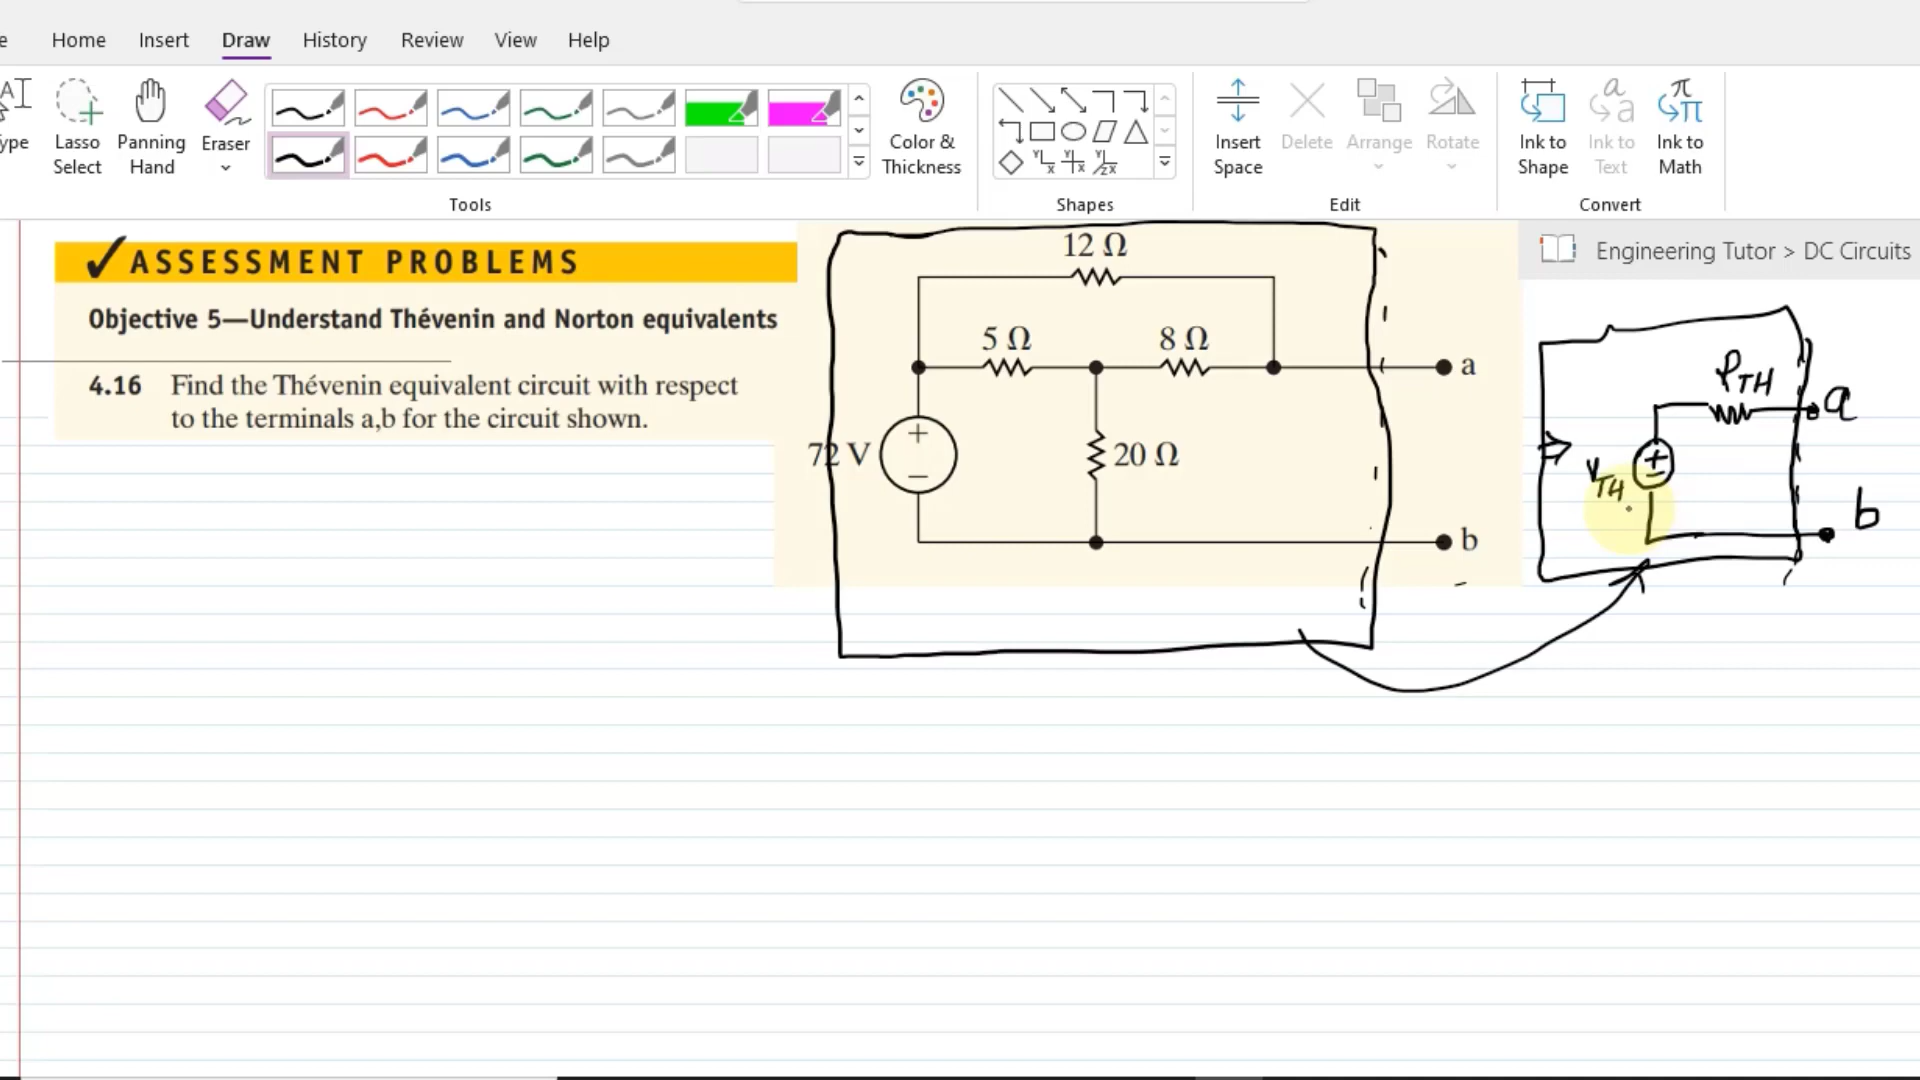 e Home Insert Draw History Review View Help
ype
Lasso Select
Panning Hand
Eraser
Color & Thickness
Insert Space
Delete
Arrange
Rotate
Ink to Shape
Ink to Text
Ink to Math
Tools
Shapes
Edit
Convert
ASSESSMENT PROBLEMS
Objective 5—Understand Thévenin and Norton equivalents
4.16 Find the Thévenin equivalent circuit with respect
to the terminals a,b for the circuit shown.
12 Ω
5 Ω
8 Ω
a
72 V
+
−
20 Ω
b
Engineering Tutor > DC Circuits
RTH
a
VTH
+
−
b